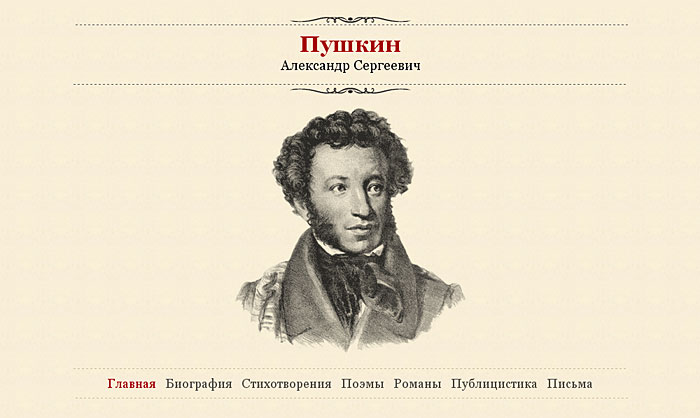 Пушкин
Александр Сергеевич
Главная Биография Стихотворения Поэмы Романы Публицистика Письма